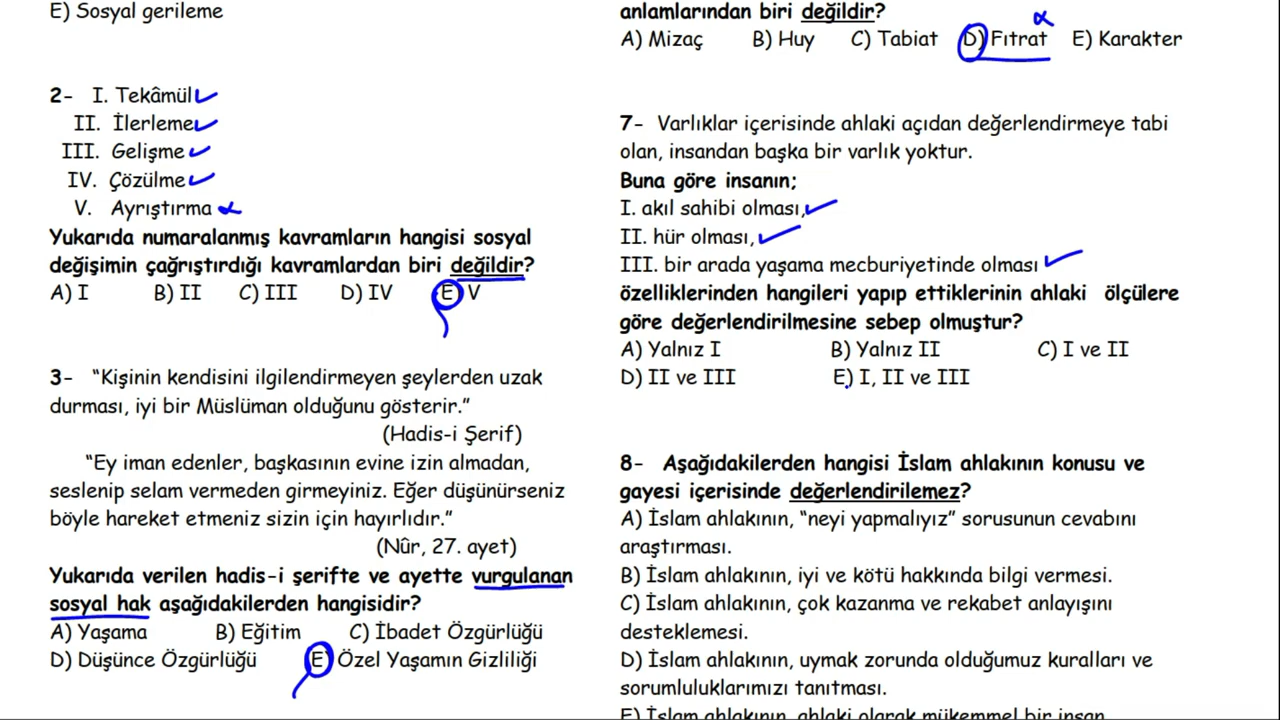 E) Sosyal gerileme
2- I. Tekâmül
II. İlerleme
III. Gelişme
IV. Çözülme
V. Ayrıştırma
Yukarıda numaralanmış kavramların hangisi sosyal
değişimin çağrıştırdığı kavramlardan biri değildir?
A) I B) II C) III D) IV E) V
3- “Kişinin kendisini ilgilendirmeyen şeylerden uzak
durması, iyi bir Müslüman olduğunu gösterir.”
(Hadis-i Şerif)
“Ey iman edenler, başkasının evine izin almadan,
seslenip selam vermeden girmeyiniz. Eğer düşünürseniz
böyle hareket etmeniz sizin için hayırlıdır.”
(Nûr, 27. ayet)
Yukarıda verilen hadis-i şerifte ve ayette vurgulanan
sosyal hak aşağıdakilerden hangisidir?
A) Yaşama B) Eğitim C) İbadet Özgürlüğü
D) Düşünce Özgürlüğü E) Özel Yaşamın Gizliliği
anlamlarından biri değildir?
A) Mizaç B) Huy C) Tabiat D) Fıtrat E) Karakter
7- Varlıklar içerisinde ahlaki açıdan değerlendirmeye tabi
olan, insandan başka bir varlık yoktur.
Buna göre insanın;
I. akıl sahibi olması,
II. hür olması,
III. bir arada yaşama mecburiyetinde olması
özelliklerinden hangileri yapıp ettiklerinin ahlaki ölçülere
göre değerlendirilmesine sebep olmuştur?
A) Yalnız I B) Yalnız II C) I ve II
D) II ve III E) I, II ve III
8- Aşağıdakilerden hangisi İslam ahlakının konusu ve
gayesi içerisinde değerlendirilemez?
A) İslam ahlakının, “neyi yapmalıyız” sorusunun cevabını
araştırması.
B) İslam ahlakının, iyi ve kötü hakkında bilgi vermesi.
C) İslam ahlakının, çok kazanma ve rekabet anlayışını
desteklemesi.
D) İslam ahlakının, uymak zorunda olduğumuz kuralları ve
sorumluluklarımızı tanıtması.
E) İslam ahlakının, ahlaki olarak mükemmel bir insan